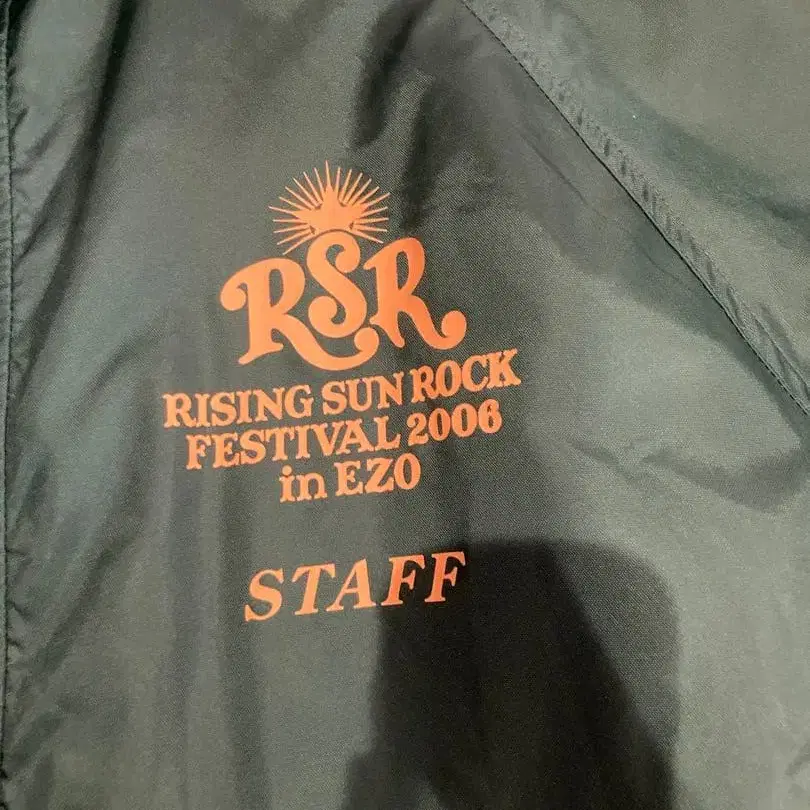 RSR
RISING SUN ROCK
FESTIVAL 2006
in EZO
STAFF